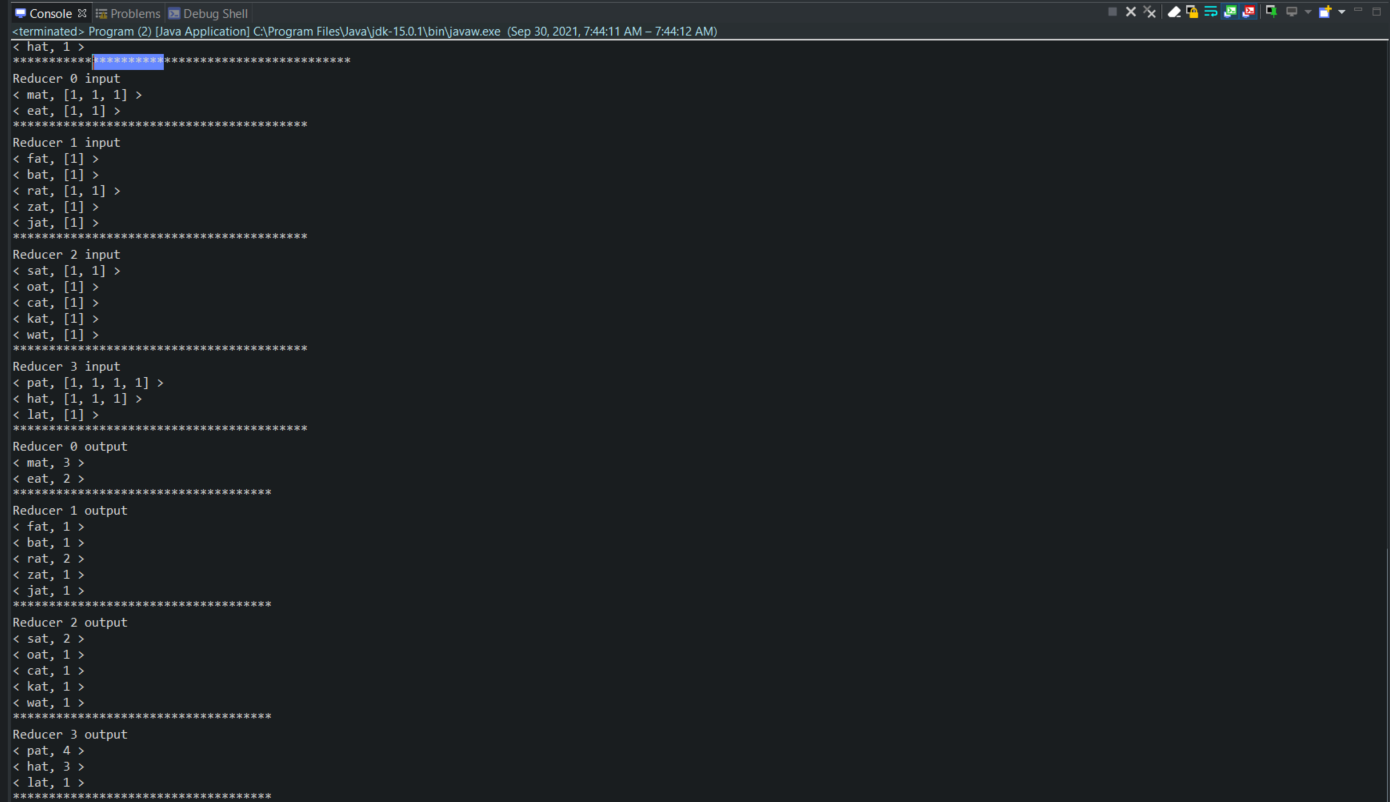 Console Problems Debug Shell
<terminated> Program (2) [Java Application] C:\Program Files\Java\jdk-15.0.1\bin\javaw.exe (Sep 30, 2021, 7:44:11 AM – 7:44:12 AM)
< hat, 1 >
***********************************************
Reducer 0 input
< mat, [1, 1, 1] >
< eat, [1, 1] >
*****************************************
Reducer 1 input
< fat, [1] >
< bat, [1] >
< rat, [1, 1] >
< zat, [1] >
< jat, [1] >
*****************************************
Reducer 2 input
< sat, [1, 1] >
< oat, [1] >
< cat, [1] >
< kat, [1] >
< wat, [1] >
*****************************************
Reducer 3 input
< pat, [1, 1, 1, 1] >
< hat, [1, 1, 1] >
< lat, [1] >
*****************************************
Reducer 0 output
< mat, 3 >
< eat, 2 >
************************************
Reducer 1 output
< fat, 1 >
< bat, 1 >
< rat, 2 >
< zat, 1 >
< jat, 1 >
************************************
Reducer 2 output
< sat, 2 >
< oat, 1 >
< cat, 1 >
< kat, 1 >
< wat, 1 >
************************************
Reducer 3 output
< pat, 4 >
< hat, 3 >
< lat, 1 >
************************************